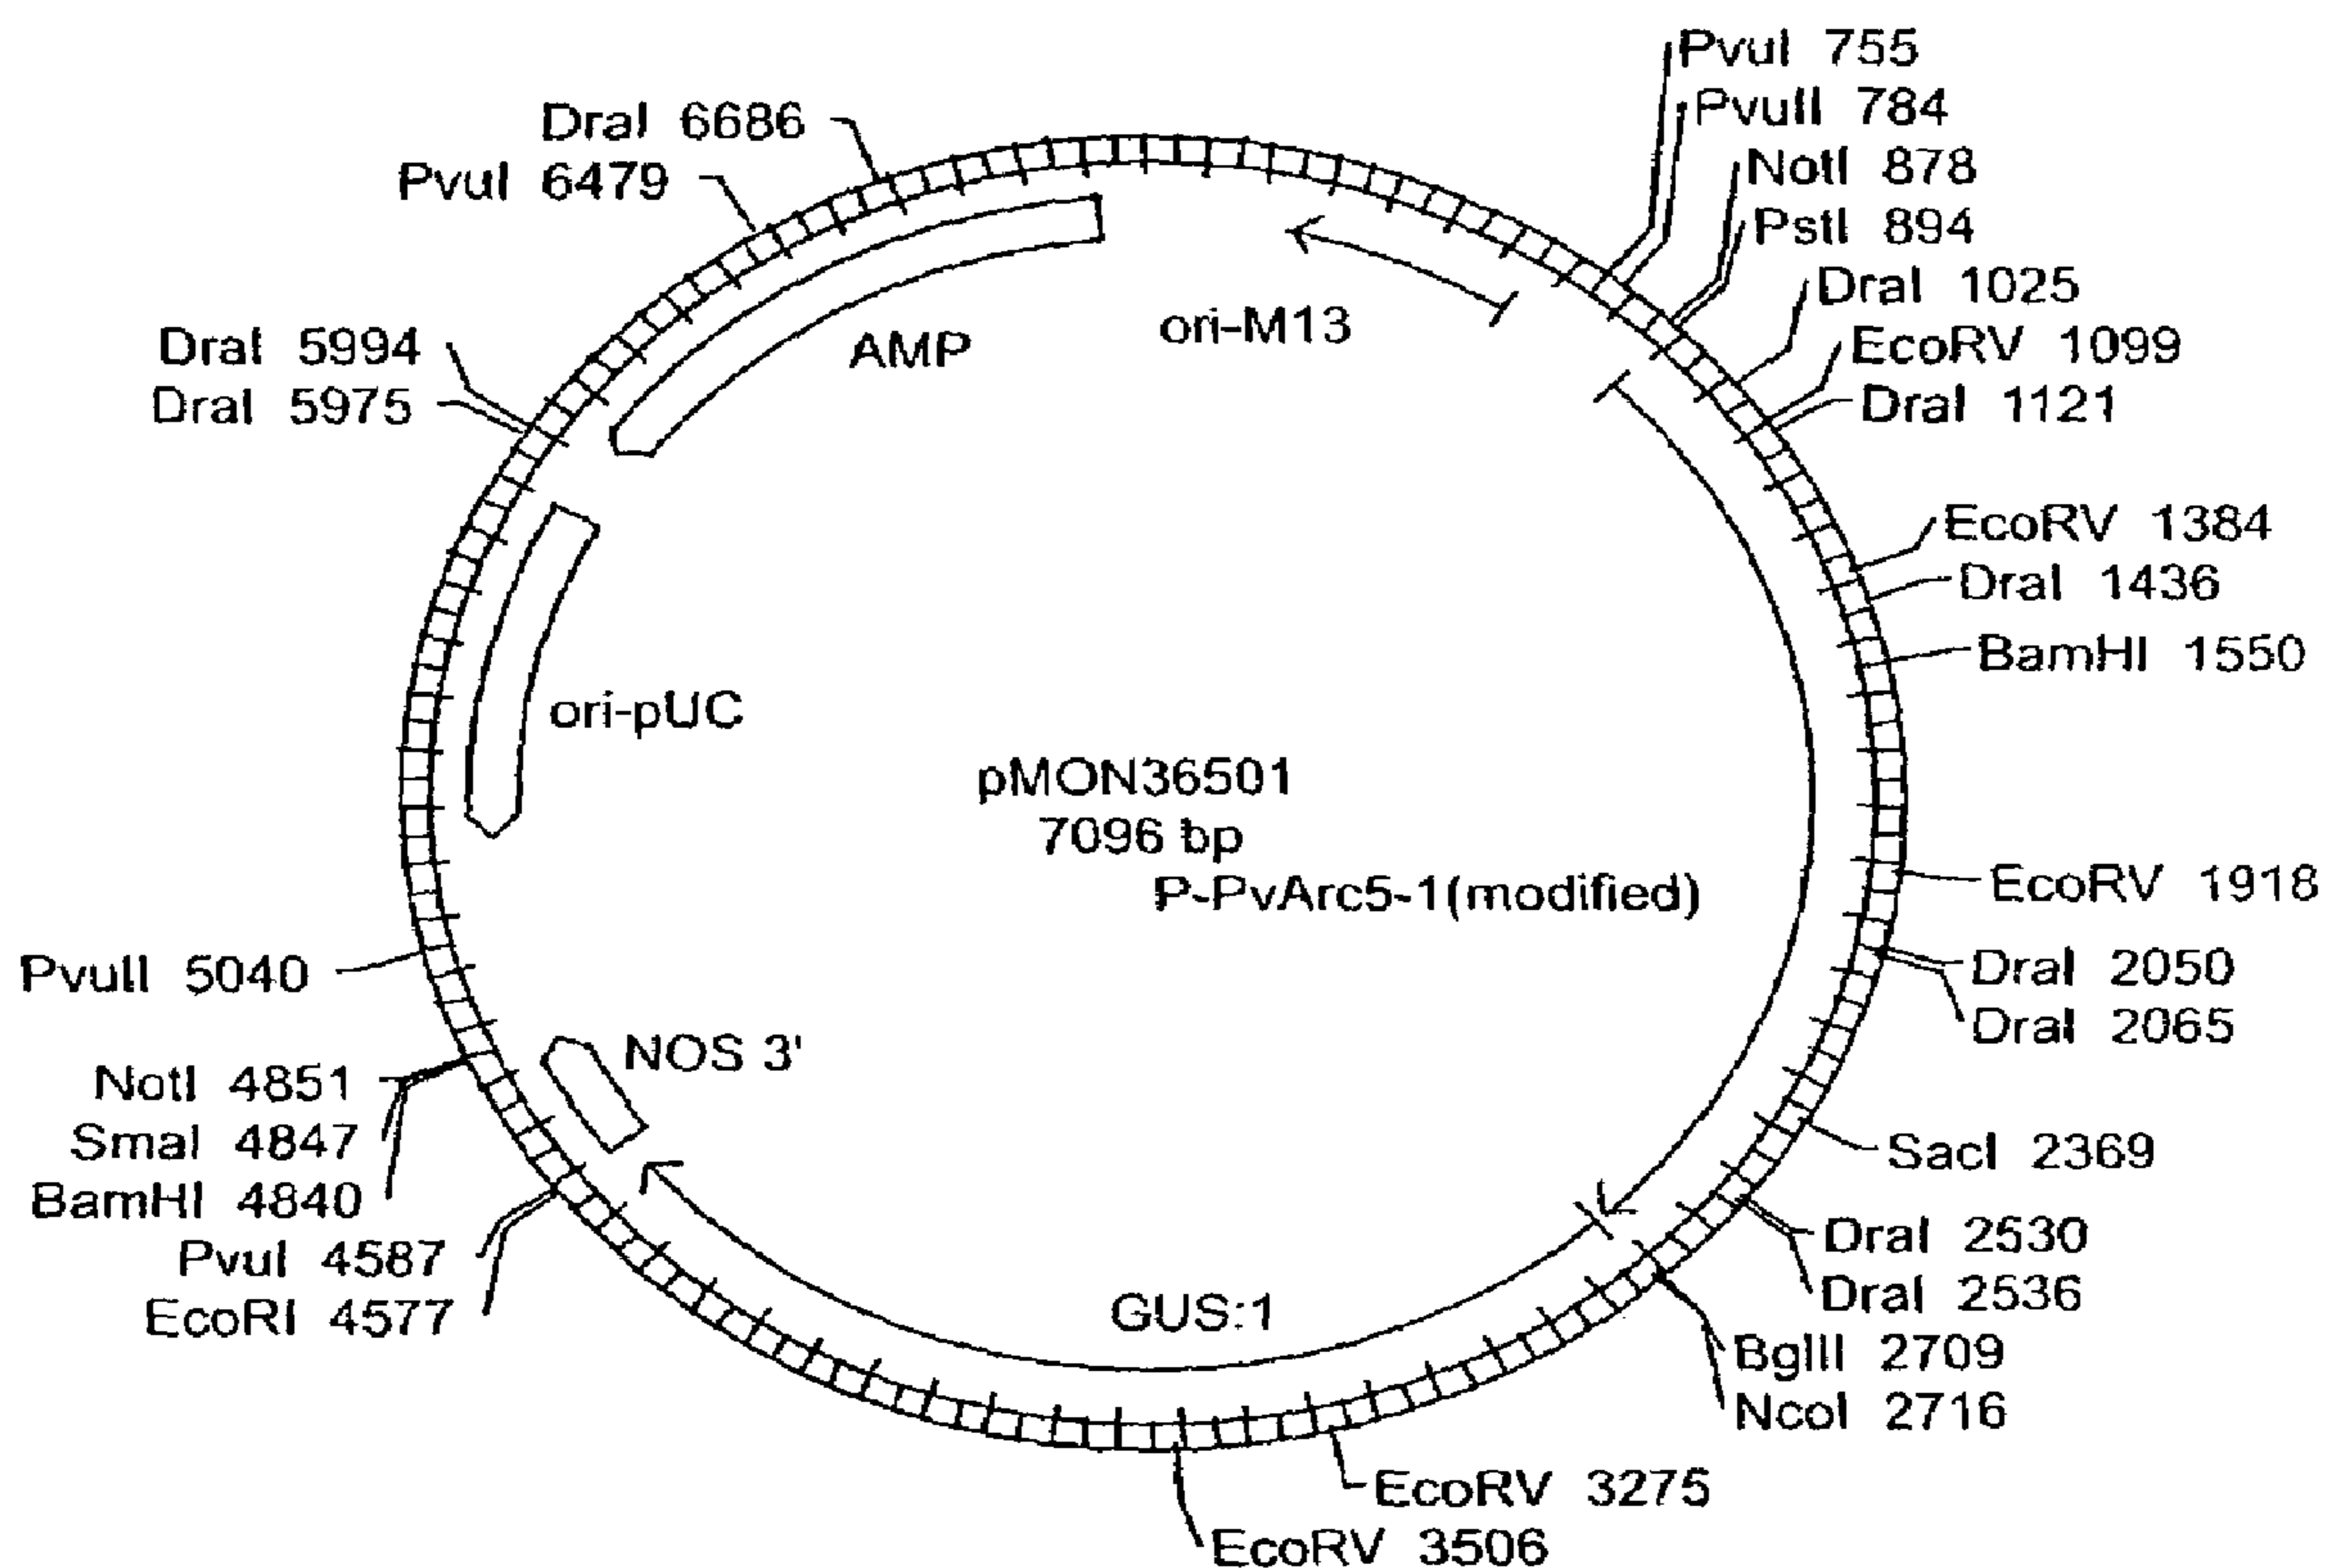 PvuI 755
PvuII 784
NotI 878
PstI 894
DraI 1025
EcoRV 1099
DraI 1121
EcoRV 1384
DraI 1436
BamHI 1550
EcoRV 1918
DraI 2050
DraI 2065
SacI 2369
DraI 2530
DraI 2536
BglII 2709
NcoI 2716
EcoRV 3275
EcoRV 3506
EcoRI 4577
PvuI 4587
BamHI 4840
SmaI 4847
NotI 4851
PvuII 5040
DraI 5975
DraI 5994
PvuI 6479
DraI 6686
AMP
ori-M13
ori-pUC
pMON36501
7096 bp
P-PvArc5-1(modified)
NOS 3'
GUS:1